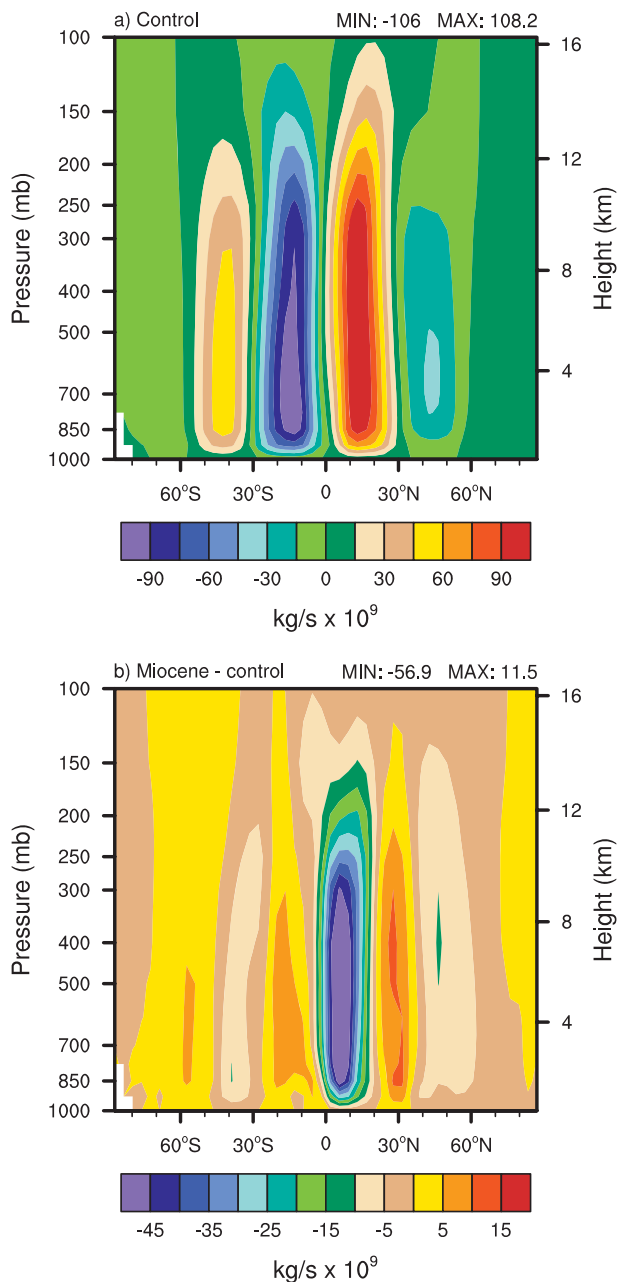 a) Control MIN: -106 MAX: 108.2
100
150
200
250
300
400
500
700
850
1000
Pressure (mb)
16
12
8
4
Height (km)
60°S 30°S 0 30°N 60°N
-90 -60 -30 0 30 60 90
kg/s x 10⁹
b) Miocene - control MIN: -56.9 MAX: 11.5
100
150
200
250
300
400
500
700
850
1000
Pressure (mb)
16
12
8
4
Height (km)
60°S 30°S 0 30°N 60°N
-45 -35 -25 -15 -5 5 15
kg/s x 10⁹